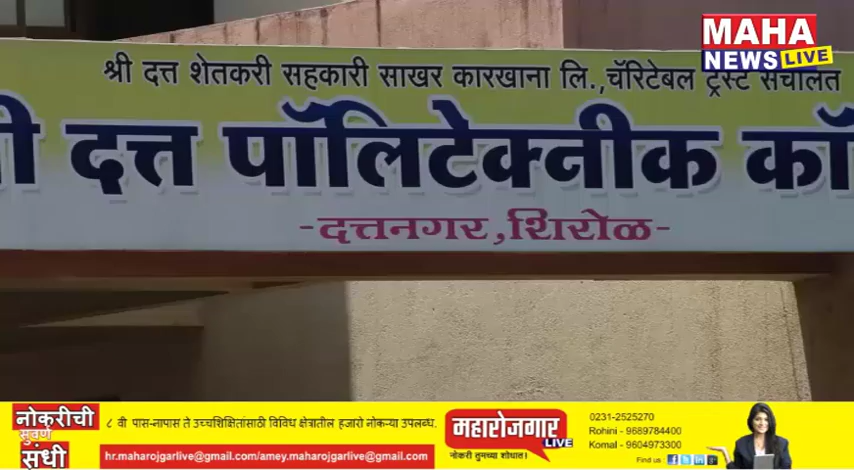 MAHA
NEWS LIVE
श्री दत्त शेतकरी सहकारी साखर कारखाना लि.,चॅरिटेबल ट्रस्ट संचलित
दत्त पॉलिटेक्नीक
-दत्तनगर,शिरोळ-
नोकरीची
सुवर्ण
संधी
८ वी पास-नापास ते उच्चशिक्षितांसाठी विविध क्षेत्रातील हजारो नोकऱ्या उपलब्ध.
hr.maharojgarlive@gmail.com/amey.maharojgarlive@gmail.com
महारोजगार
LIVE
नोकरी तुमच्या शोधात!
0231-2525270
Rohini - 9689784400
Komal - 9604973300
Find us :